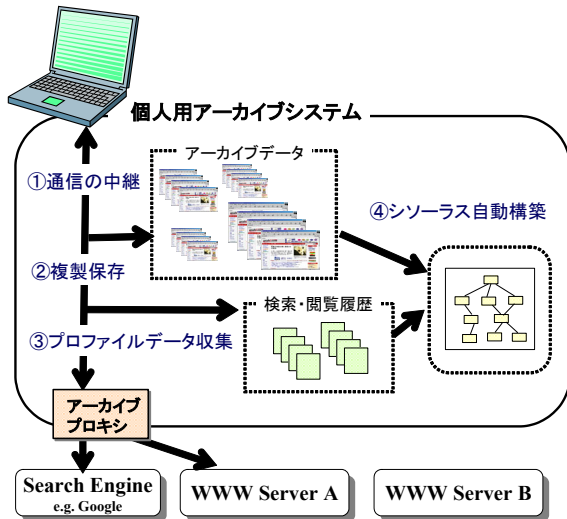 個人用アーカイブシステム
アーカイブデータ
①通信の中継
④シソーラス自動構築
②複製保存
検索・閲覧履歴
③プロファイルデータ収集
アーカイブ
プロキシ
Search Engine
e.g. Google
WWW Server A
WWW Server B